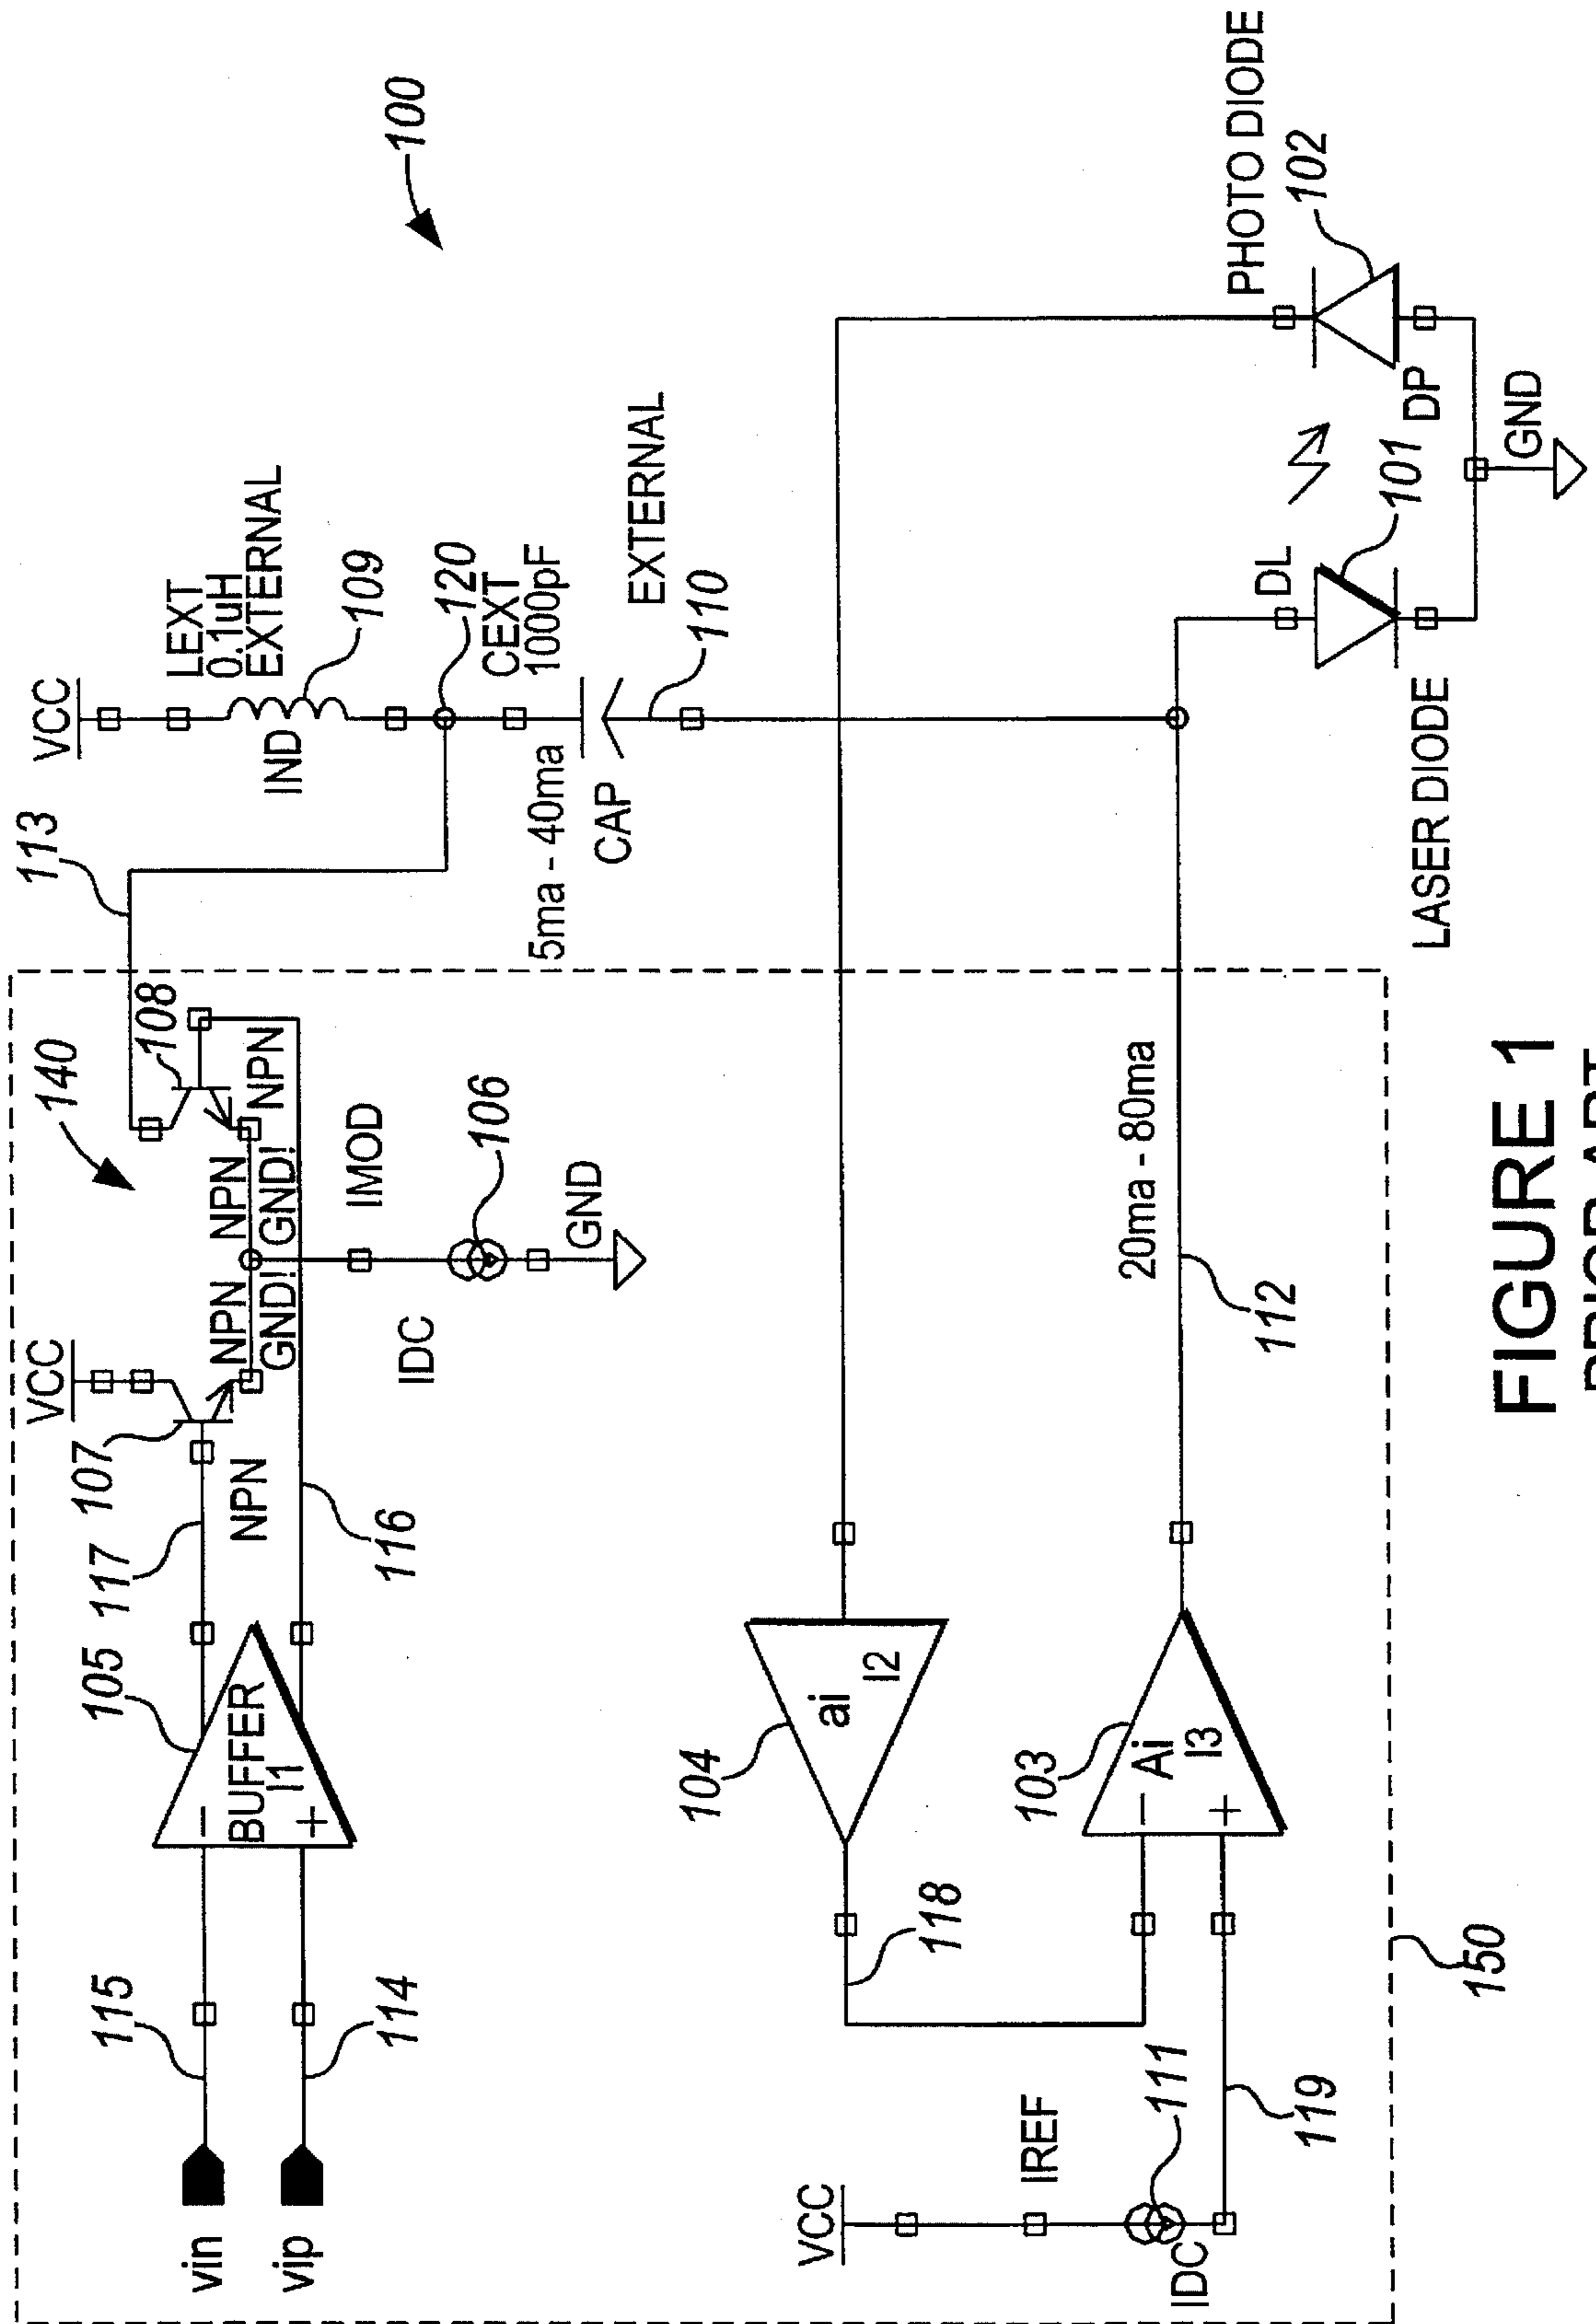 100
VCC
LEXT
0.1uH
EXTERNAL
IND
109
113
120
CEXT
1000pF
5ma - 40ma
CAP
EXTERNAL
110
PHOTO DIODE
102
DP
DL
101
GND
LASER DIODE
140
108
NPN
NPN
GND!
NPN
GND!
VCC
107
NPN
117
116
IMOD
106
IDC
GND
105
BUFFER
I1
−
+
115
114
vin
vip
104
ai
I2
118
103
Ai
I3
−
+
20ma - 80ma
112
VCC
IREF
111
IDC
119
150
FIGURE 1
PRIOR ART